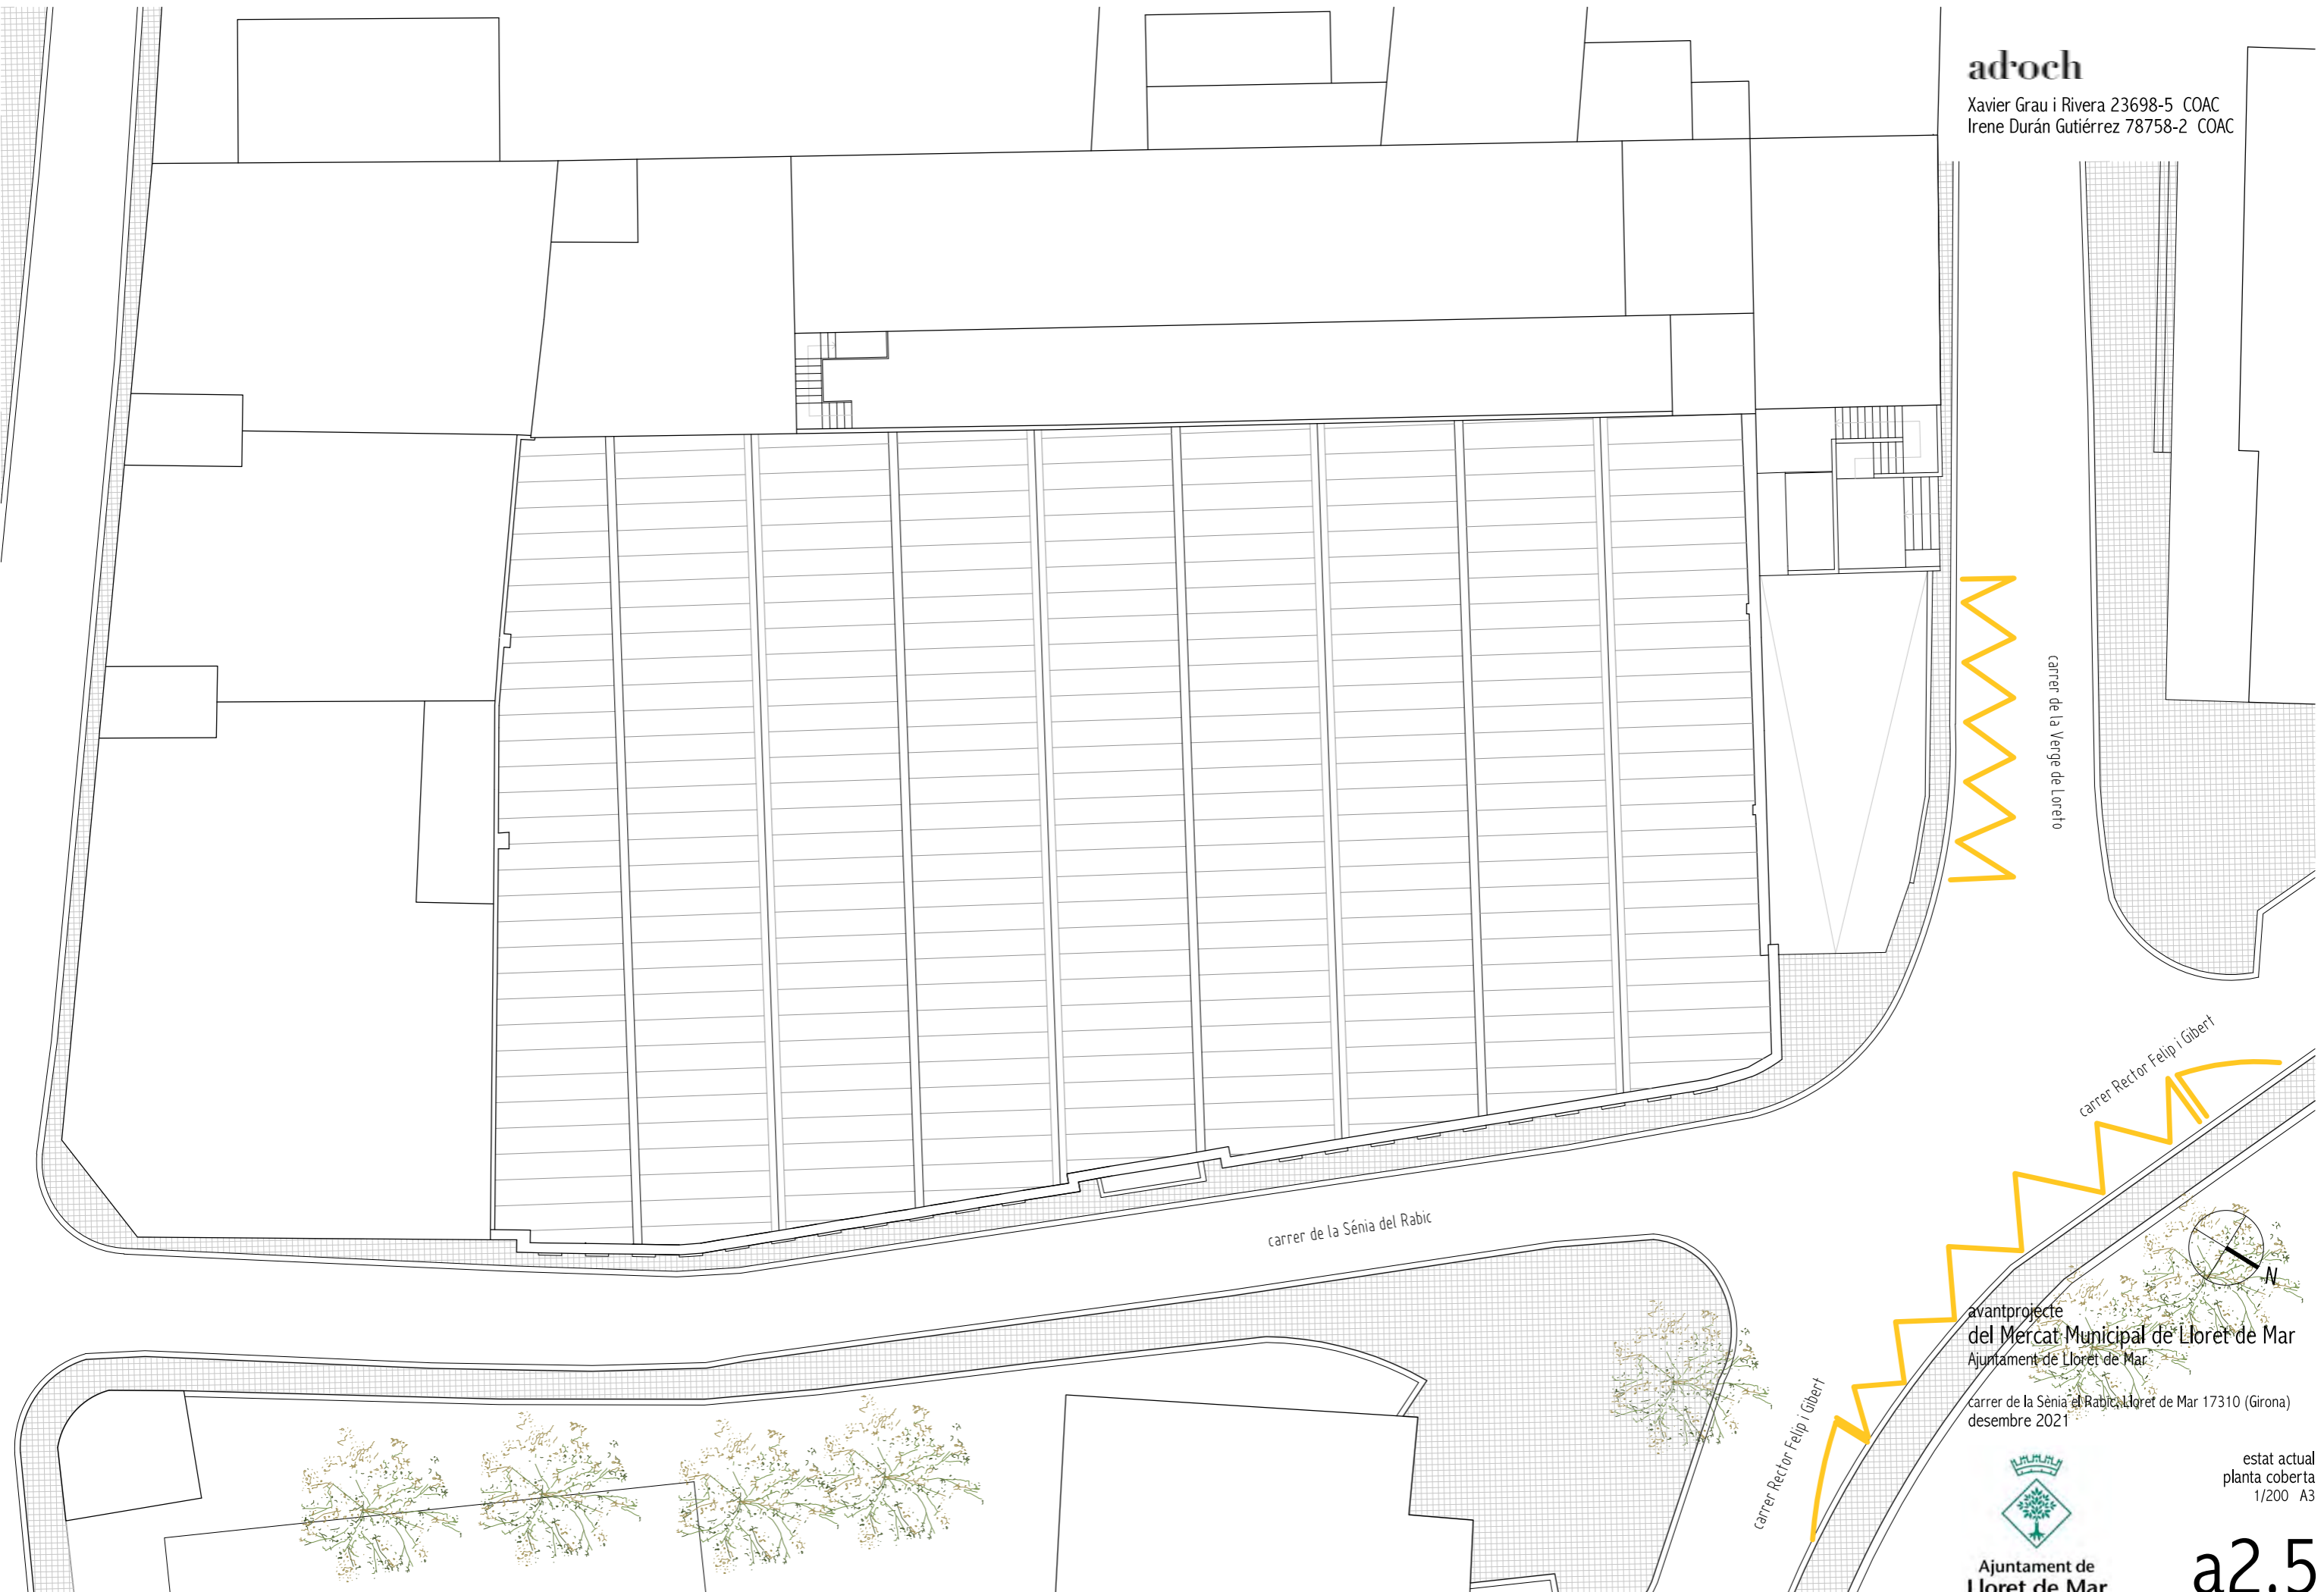 ad·och
Xavier Grau i Rivera 23698-5 COAC
Irene Durán Gutiérrez 78758-2 COAC
carrer de la Verge de Loreto
carrer Rector Felip i Gibert
carrer de la Sénia del Rabic
N
avantprojecte
del Mercat Municipal de Lloret de Mar
Ajuntament de Lloret de Mar
carrer de la Sènia el Rabic, Lloret de Mar 17310 (Girona)
desembre 2021
carrer Rector Felip i Gibert
estat actual
planta coberta
1/200 A3
Ajuntament de
Lloret de Mar
a2.5